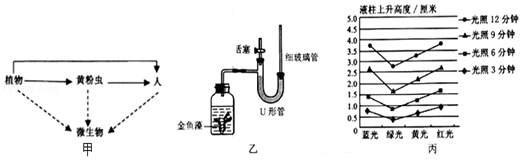 植物
黄粉虫
人
微生物
甲
活塞
细玻璃管
U形管
金鱼藻
乙
液柱上升高度/厘米
5.0
4.5
4.0
3.5
3.0
2.5
2.0
1.5
1.0
0.5
0
蓝光 绿光 黄光 红光
光照12分钟
光照9分钟
光照6分钟
光照3分钟
丙